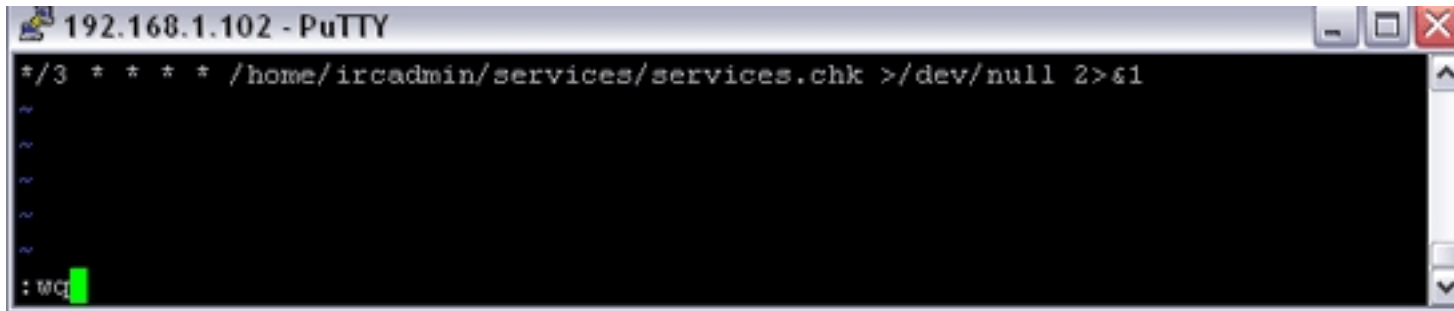 192.168.1.102 - PuTTY
*/3 * * * * /home/ircadmin/services/services.chk >/dev/null 2>&1
~
~
~
~
~
:wq